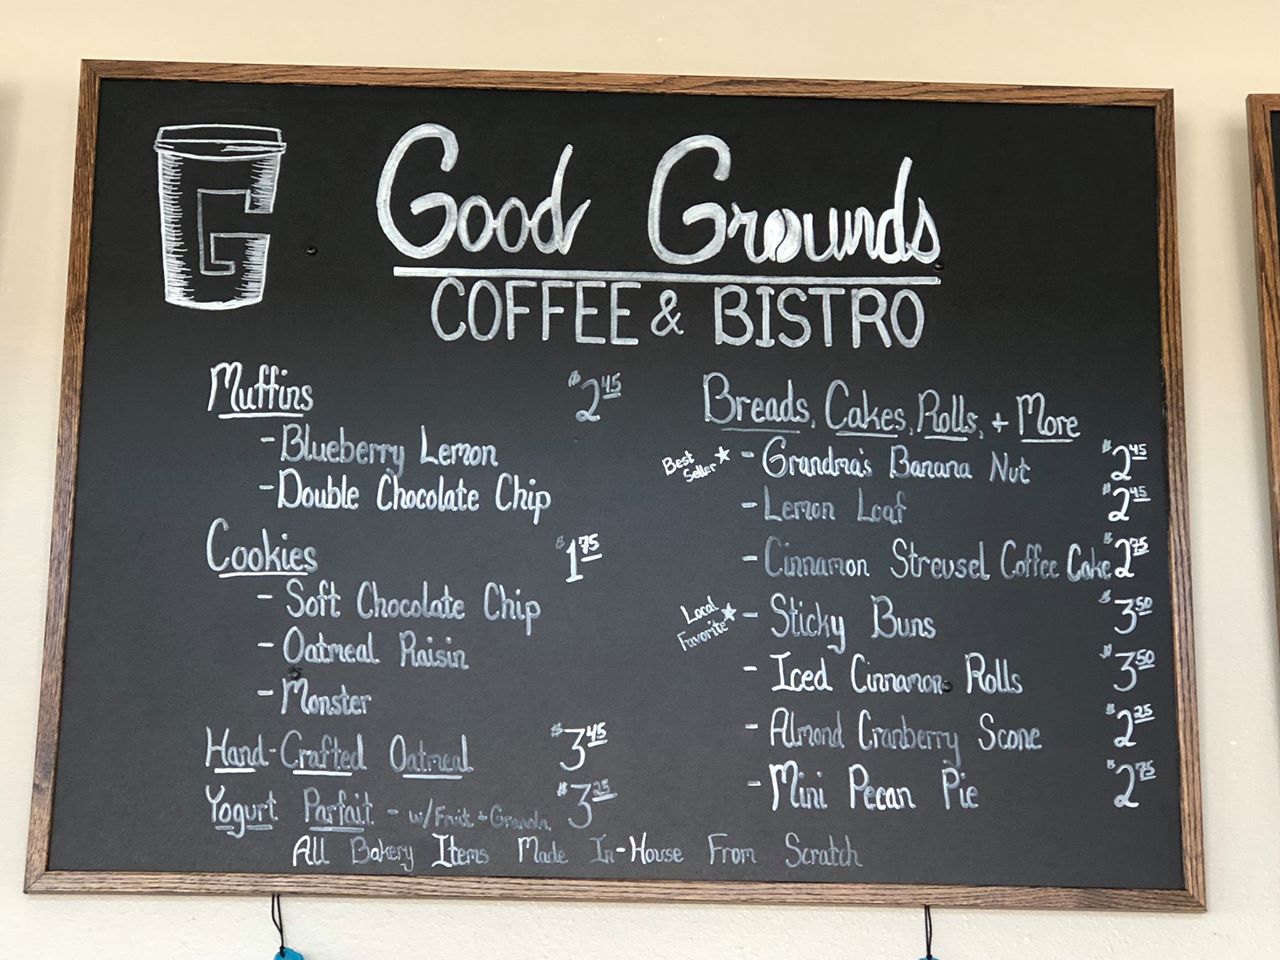 G
Good Grounds
COFFEE & BISTRO
Muffins $2.45
- Blueberry Lemon
- Double Chocolate Chip
Cookies $1.75
- Soft Chocolate Chip
- Oatmeal Raisin
- Monster
Hand-Crafted Oatmeal $3.45
Yogurt Parfait - w/Fruit + Granola $3.25
Breads, Cakes, Rolls, + More
Best Seller ★ - Grandma's Banana Nut $2.45
- Lemon Loaf $2.45
- Cinnamon Streusel Coffee Cake $2.75
Local Favorite ★ - Sticky Buns $3.50
- Iced Cinnamon Rolls $3.50
- Almond Cranberry Scone $2.25
- Mini Pecan Pie $2.75
All Bakery Items Made In-House From Scratch